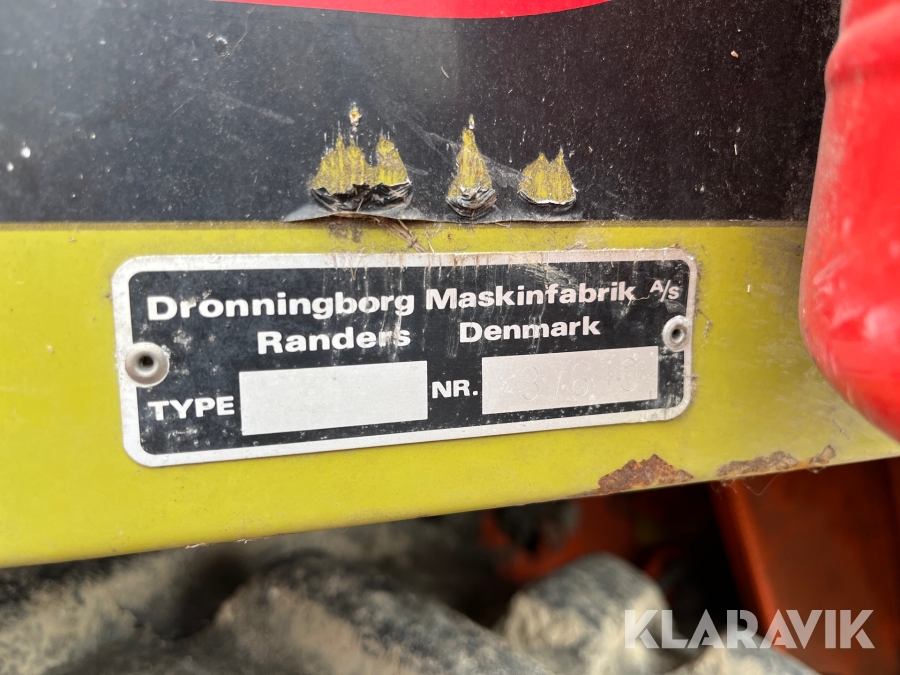 Dronningborg Maskinfabrik A/s
Randers Denmark
TYPE NR.
KLARAVIK